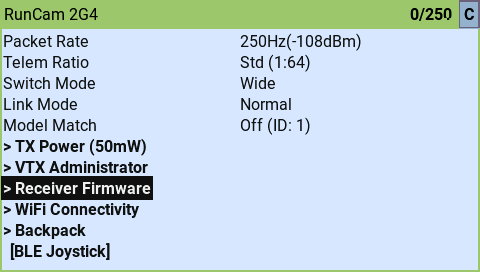 RunCam 2G4 0/250 C
Packet Rate 250Hz(-108dBm)
Telem Ratio Std (1:64)
Switch Mode Wide
Link Mode Normal
Model Match Off (ID: 1)
> TX Power (50mW)
> VTX Administrator
> Receiver Firmware
> WiFi Connectivity
> Backpack
[BLE Joystick]